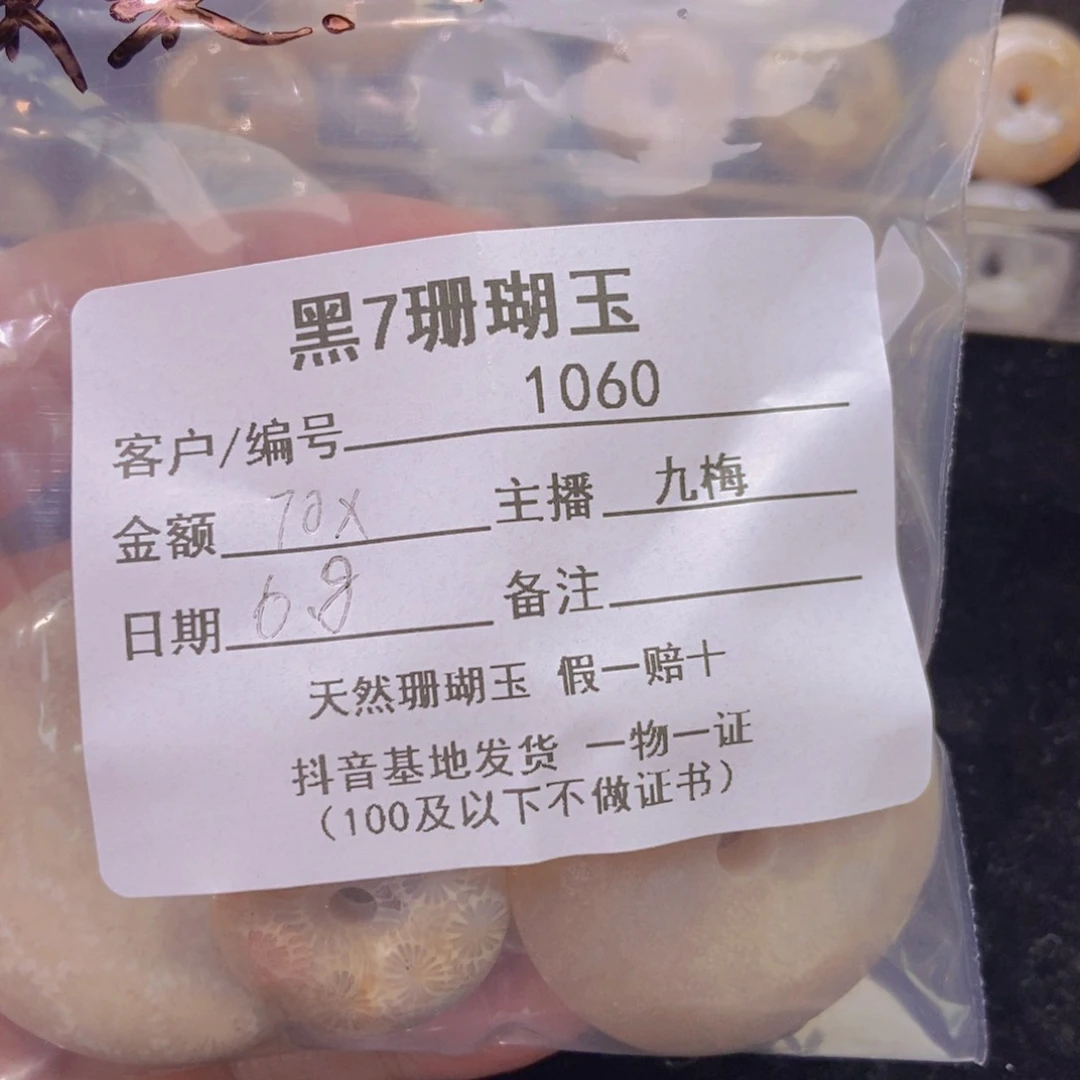 黑7珊瑚玉
客户/编号 1060
金额 70x 主播 九梅
日期 6.8 备注
天然珊瑚玉 假一赔十
抖音基地发货 一物一证
(100及以下不做证书)